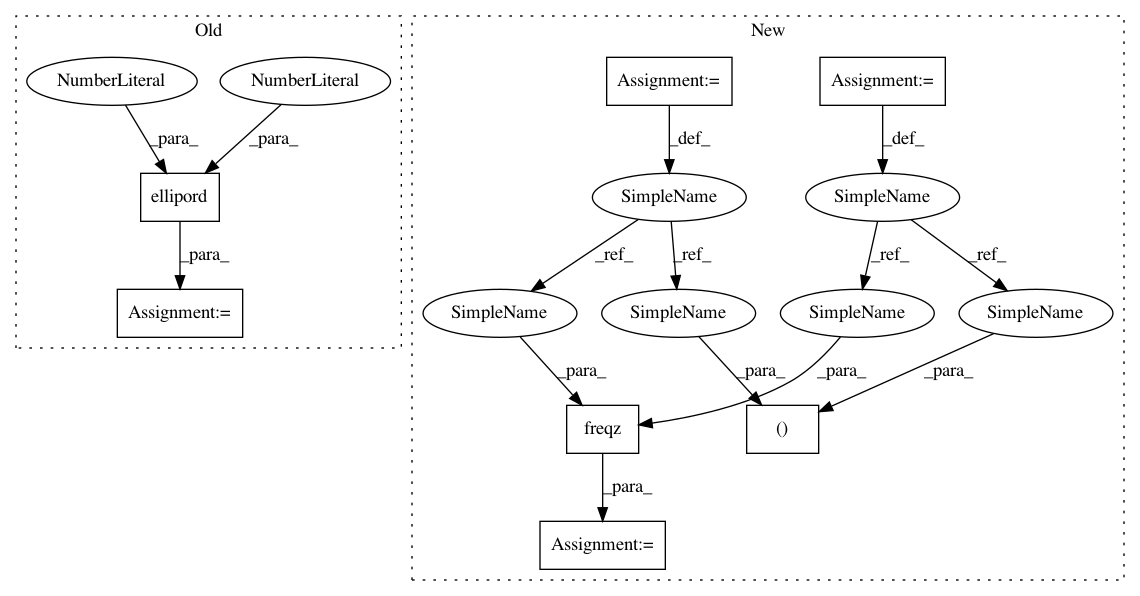 Old
New
NumberLiteral
NumberLiteral
Assignment:=
Assignment:=
_para_
_para_
_def_
_def_
ellipord
SimpleName
SimpleName
_para_
_ref_
_ref_
_ref_
_ref_
Assignment:=
SimpleName
SimpleName
SimpleName
SimpleName
_para_
_para_
_para_
_para_
freqz
()
_para_
Assignment:=